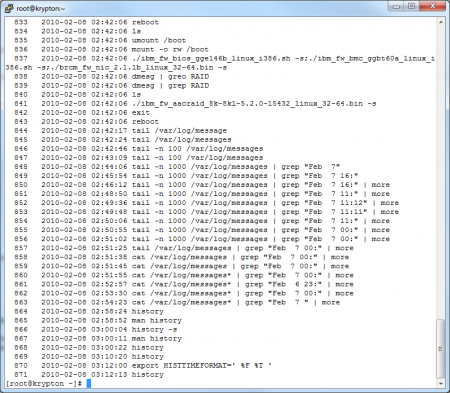 root@krypton:~
833 2010-02-08 02:42:06 reboot
834 2010-02-08 02:42:06 ls
835 2010-02-08 02:42:06 umount /boot
836 2010-02-08 02:42:06 mount -o rw /boot
837 2010-02-08 02:42:06 ./ibm_fw_bios_gge146b_linux_i386.sh -s;./ibm_fw_bmc_ggbt60a_linux_i
386.sh -s;./brcm_fw_nic_2.1.1b_linux_32-64.bin -s
838 2010-02-08 02:42:06 dmesg | greo RAID
839 2010-02-08 02:42:06 dmesg | grep RAID
840 2010-02-08 02:42:06 ls
841 2010-02-08 02:42:06 ./ibm_fw_aacraid_8k-8kl-5.2.0-15432_linux_32-64.bin -s
842 2010-02-08 02:42:06 exit
843 2010-02-08 02:42:06 reboot
844 2010-02-08 02:42:17 tail /var/log/message
845 2010-02-08 02:42:24 tail /var/log/messages
846 2010-02-08 02:42:46 tail -n 100 /var/log/messages
847 2010-02-08 02:43:09 tail -n 1000 /var/log/messages
848 2010-02-08 02:44:06 tail -n 1000 /var/log/messages | grep "Feb  7"
849 2010-02-08 02:45:54 tail -n 1000 /var/log/messages | grep "Feb  7 16:"
850 2010-02-08 02:46:12 tail -n 1000 /var/log/messages | grep "Feb  7 16:" | more
851 2010-02-08 02:48:50 tail -n 1000 /var/log/messages | grep "Feb  7 11:" | more
852 2010-02-08 02:49:36 tail -n 1000 /var/log/messages | grep "Feb  7 11:12" | more
853 2010-02-08 02:49:48 tail -n 1000 /var/log/messages | grep "Feb  7 11:11" | more
854 2010-02-08 02:50:06 tail -n 1000 /var/log/messages | grep "Feb  7 11:" | more
855 2010-02-08 02:50:55 tail -n 1000 /var/log/messages | grep "Feb  7 00:" | more
856 2010-02-08 02:51:02 tail -n 1000 /var/log/messages | grep "Feb  7 00:" | more
857 2010-02-08 02:51:25 tail /var/log/messages | grep "Feb  7 00:" | more
858 2010-02-08 02:51:38 cat /var/log/messages | grep "Feb  7 00:" | more
859 2010-02-08 02:51:45 cat /var/log/messages | grep "Feb  7 00:" | more
860 2010-02-08 02:51:55 cat /var/log/messages* | grep "Feb  7 00:" | more
861 2010-02-08 02:52:57 cat /var/log/messages* | grep "Feb  6 23:" | more
862 2010-02-08 02:53:30 cat /var/log/messages* | grep "Feb  7 00:" | more
863 2010-02-08 02:54:23 cat /var/log/messages* | grep "Feb  7 " | more
864 2010-02-08 02:58:24 history
865 2010-02-08 02:58:52 man history
866 2010-02-08 03:00:04 history -s
867 2010-02-08 03:00:11 man history
868 2010-02-08 03:00:22 history
869 2010-02-08 03:10:20 history
870 2010-02-08 03:12:00 export HISTTIMEFORMAT=' %F %T '
871 2010-02-08 03:12:13 history
[root@krypton ~]#